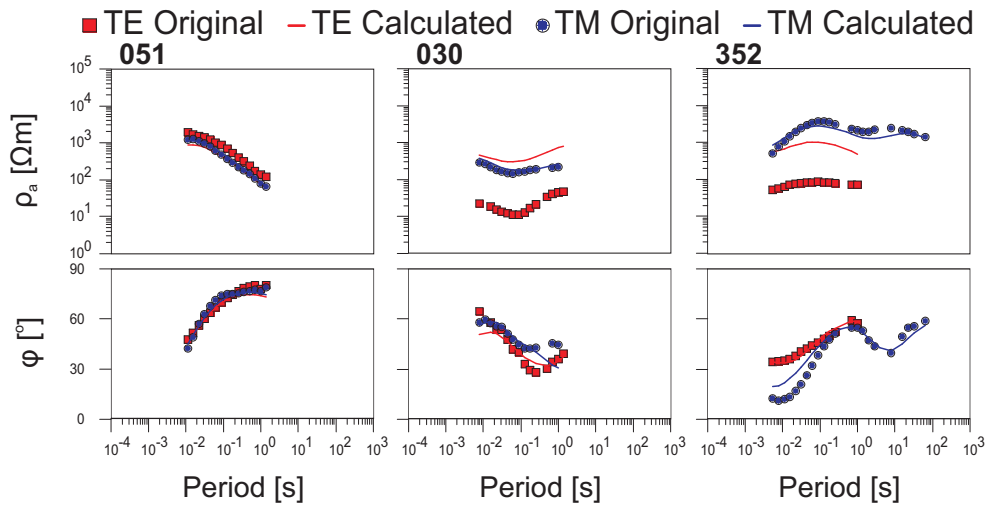 TE Original TE Calculated TM Original TM Calculated
051 030 352
10^5
10^4
10^3
10^2
10^1
10^0
ρa [Ωm]
90
60
30
0
φ [°]
10^-4 10^-3 10^-2 10^-1 10^0 10^1 10^2 10^3 10^-4 10^-3 10^-2 10^-1 10^0 10^1 10^2 10^3 10^-4 10^-3 10^-2 10^-1 10^0 10^1 10^2 10^3
Period [s] Period [s] Period [s]